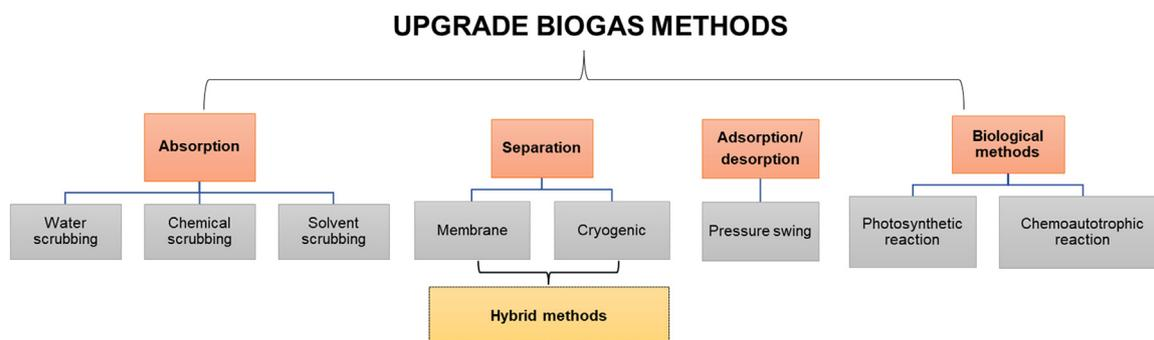 UPGRADE BIOGAS METHODS
Absorption
Separation
Adsorption/
desorption
Biological
methods
Water
scrubbing
Chemical
scrubbing
Solvent
scrubbing
Membrane
Cryogenic
Pressure swing
Photosynthetic
reaction
Chemoautotrophic
reaction
Hybrid methods